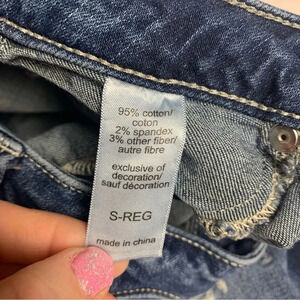 95% cotton/
coton
2% spandex
3% other fiber/
autre fibre
exclusive of
decoration/
sauf décoration
S-REG
made in china